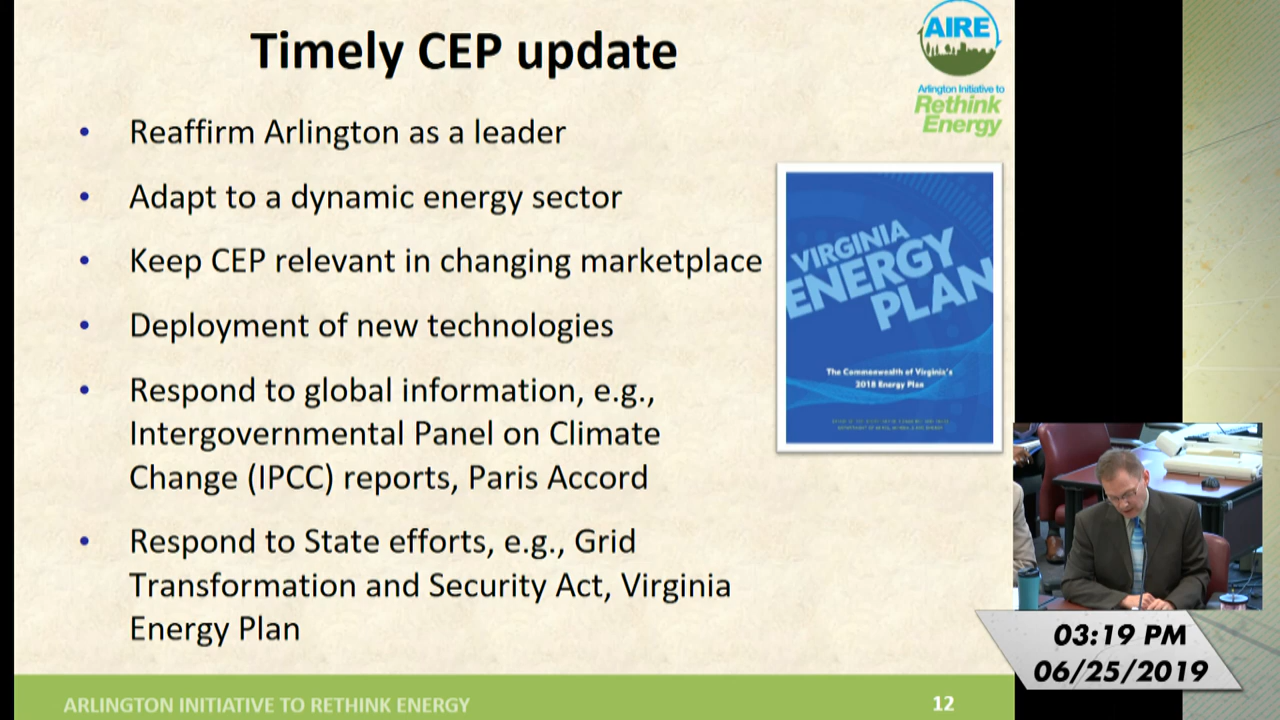 Timely CEP update
AIRE
Arlington Initiative to
Rethink
Energy
• Reaffirm Arlington as a leader
• Adapt to a dynamic energy sector
• Keep CEP relevant in changing marketplace
• Deployment of new technologies
• Respond to global information, e.g.,
Intergovernmental Panel on Climate
Change (IPCC) reports, Paris Accord
• Respond to State efforts, e.g., Grid
Transformation and Security Act, Virginia
Energy Plan
VIRGINIA
ENERGY
PLAN
The Commonwealth of Virginia's
2018 Energy Plan
ARLINGTON INITIATIVE TO RETHINK ENERGY
12
03:19 PM
06/25/2019